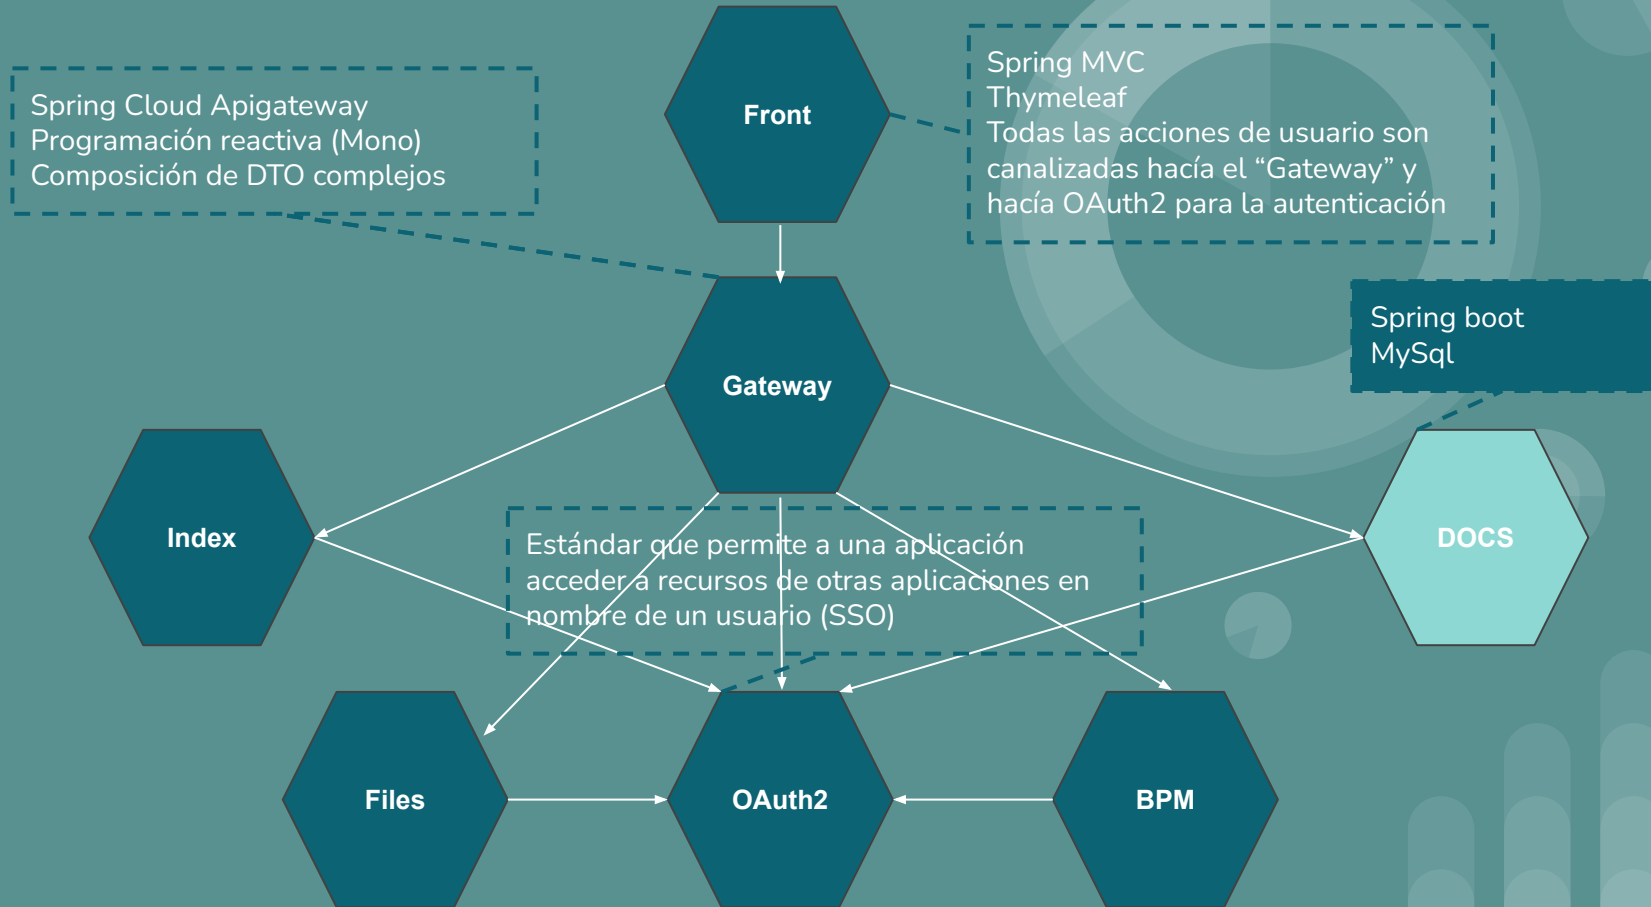 Front
Spring MVC
Thymeleaf
Todas las acciones de usuario son
canalizadas hacía el “Gateway” y
hacía OAuth2 para la autenticación
Spring Cloud Apigateway
Programación reactiva (Mono)
Composición de DTO complejos
Spring boot
MySql
Gateway
Index
Estándar que permite a una aplicación
acceder a recursos de otras aplicaciones en
nombre de un usuario (SSO)
DOCS
Files
OAuth2
BPM